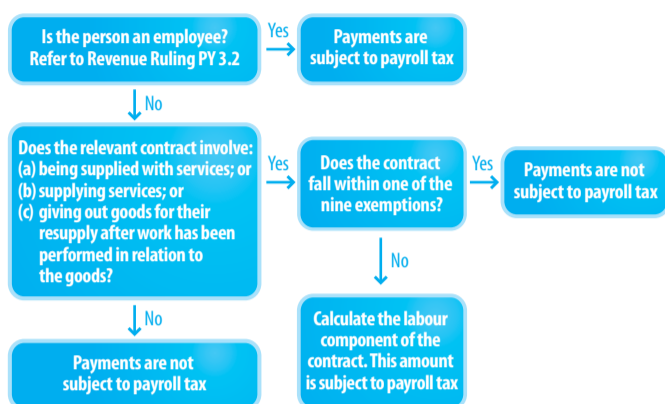 Is the person an employee?
Refer to Revenue Ruling PY 3.2
Yes
Payments are
subject to payroll tax
No
Does the relevant contract involve:
(a) being supplied with services; or
(b) supplying services; or
(c) giving out goods for their
resupply after work has been
performed in relation to
the goods?
Yes
Does the contract
fall within one of the
nine exemptions?
Yes
Payments are not
subject to payroll tax
No
No
Payments are not
subject to payroll tax
Calculate the labour
component of the
contract. This amount
is subject to payroll tax